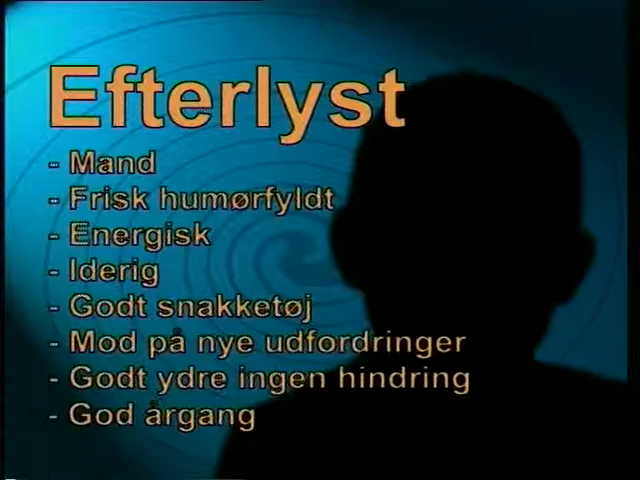 Efterlyst
- Mand
- Frisk humørfyldt
- Energisk
- Iderig
- Godt snakketøj
- Mod på nye udfordringer
- Godt ydre ingen hindring
- God årgang